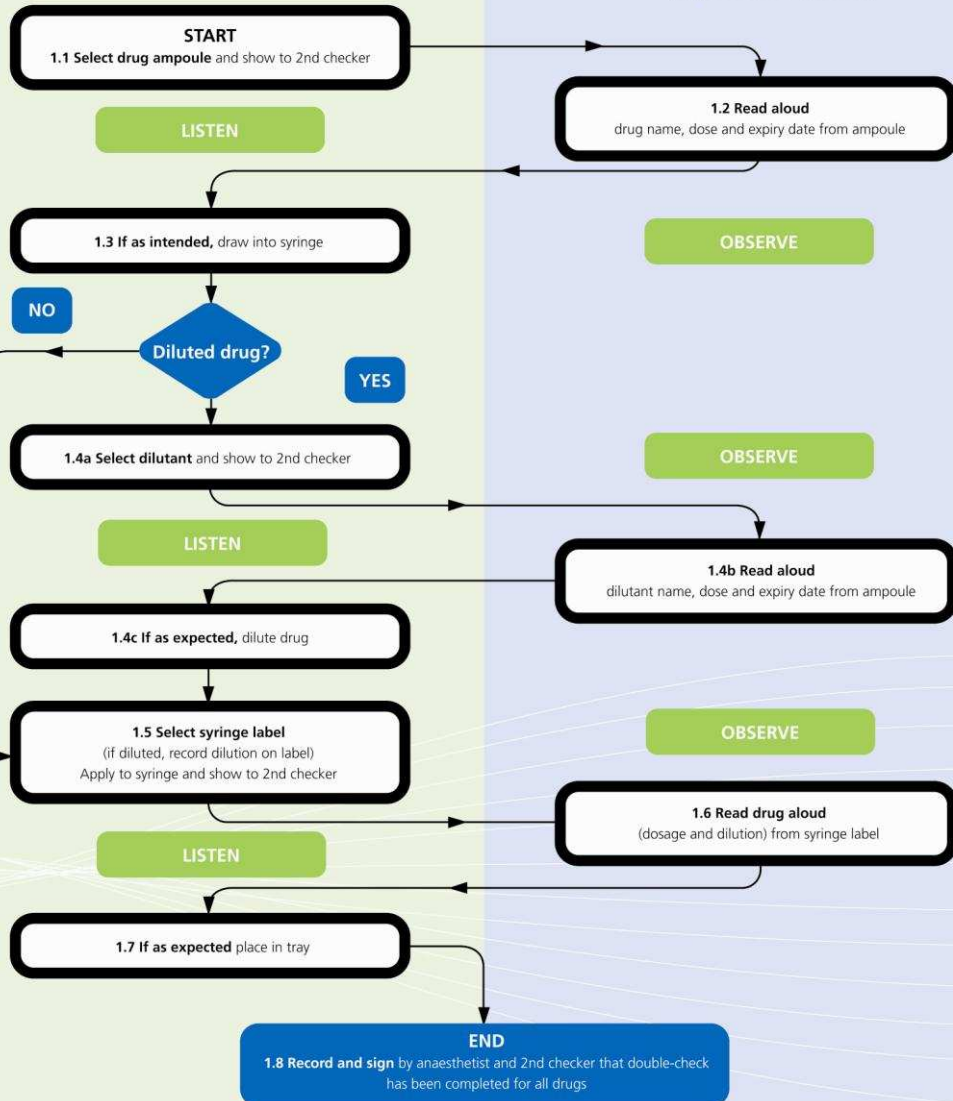 START
1.1 Select drug ampoule and show to 2nd checker
1.2 Read aloud
drug name, dose and expiry date from ampoule
LISTEN
1.3 If as intended, draw into syringe
OBSERVE
NO
Diluted drug?
YES
1.4a Select dilutant and show to 2nd checker
OBSERVE
LISTEN
1.4b Read aloud
dilutant name, dose and expiry date from ampoule
1.4c If as expected, dilute drug
1.5 Select syringe label
(if diluted, record dilution on label)
Apply to syringe and show to 2nd checker
OBSERVE
1.6 Read drug aloud
(dosage and dilution) from syringe label
LISTEN
1.7 If as expected place in tray
END
1.8 Record and sign by anaesthetist and 2nd checker that double-check
has been completed for all drugs